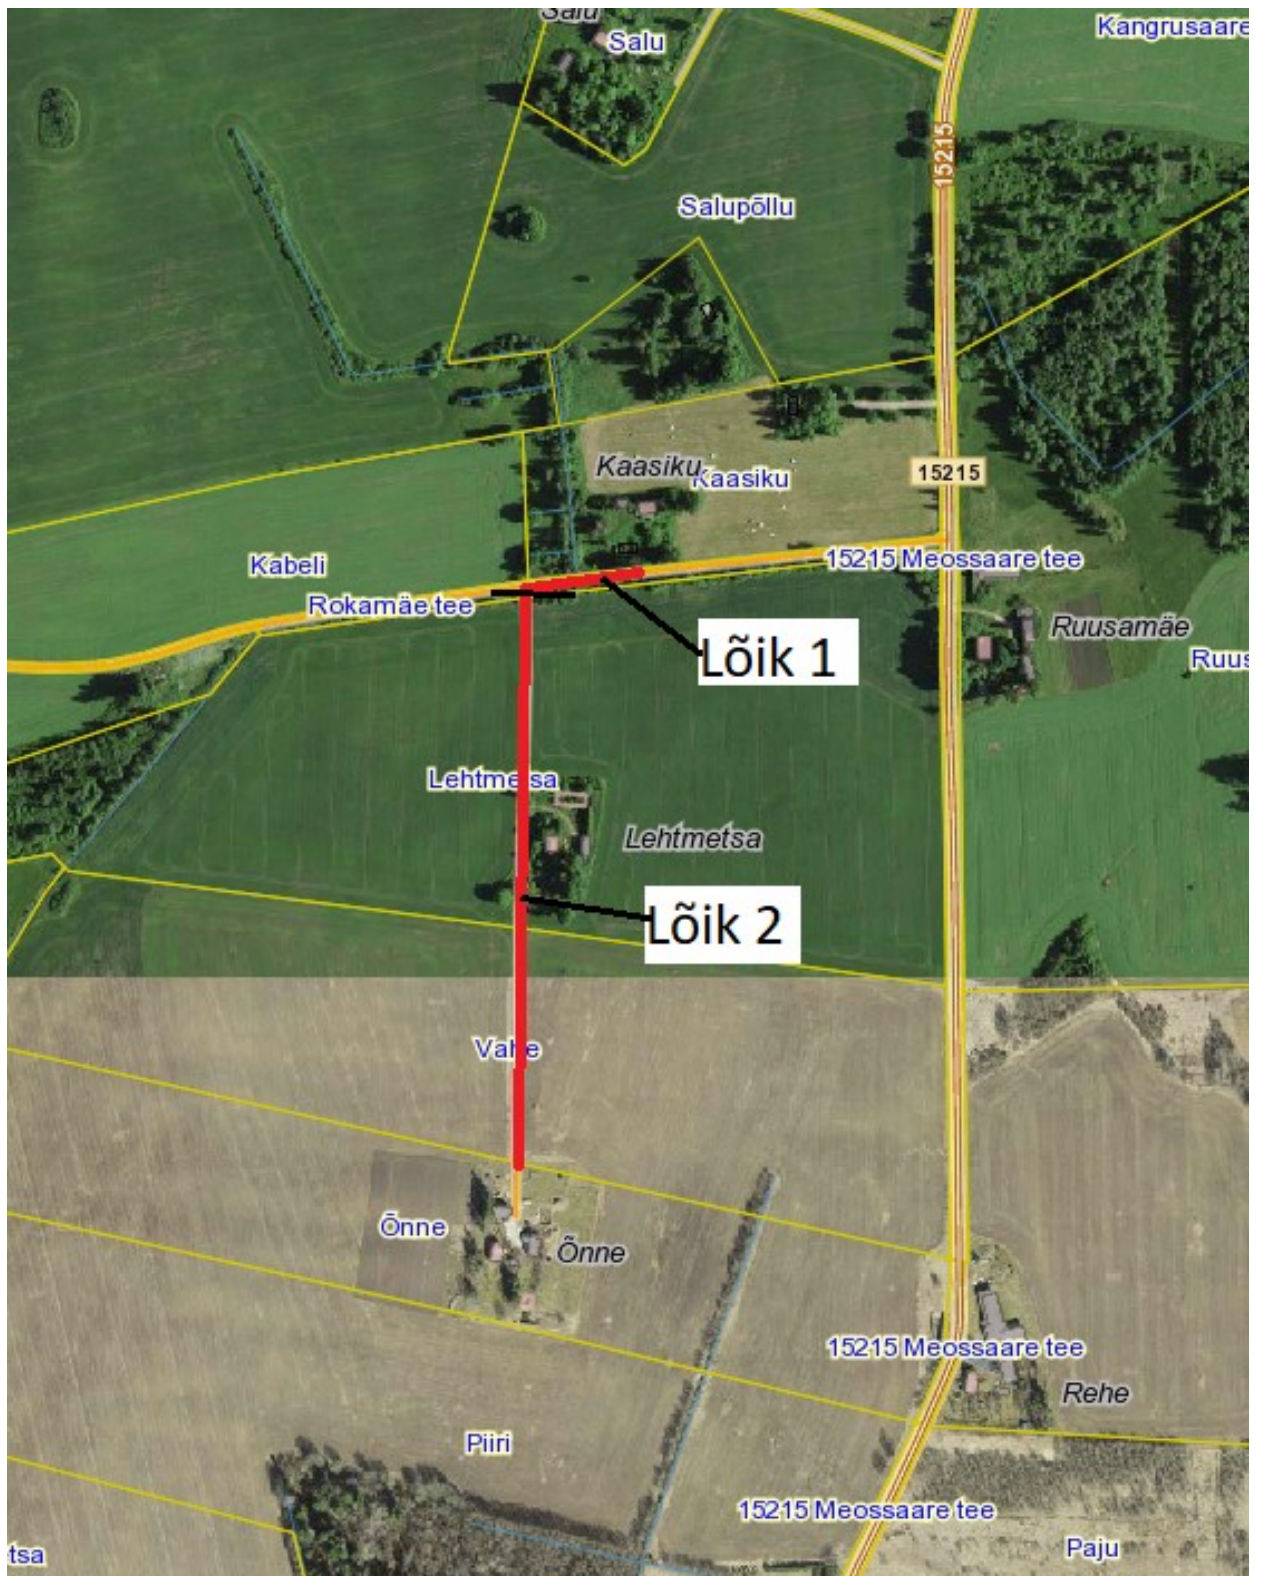 Salu
Salu
Kangrusaare
15215
Salupõllu
Kaasiku
Kaasiku
15215
Kabeli
15215 Meossaare tee
Rokamäe tee
Ruusamäe
Lõik 1
Ruus
Lehtmetsa
Lehtmetsa
Lõik 2
Vahe
Õnne
Õnne
15215 Meossaare tee
Rehe
Piiri
15215 Meossaare tee
tsa
Paju